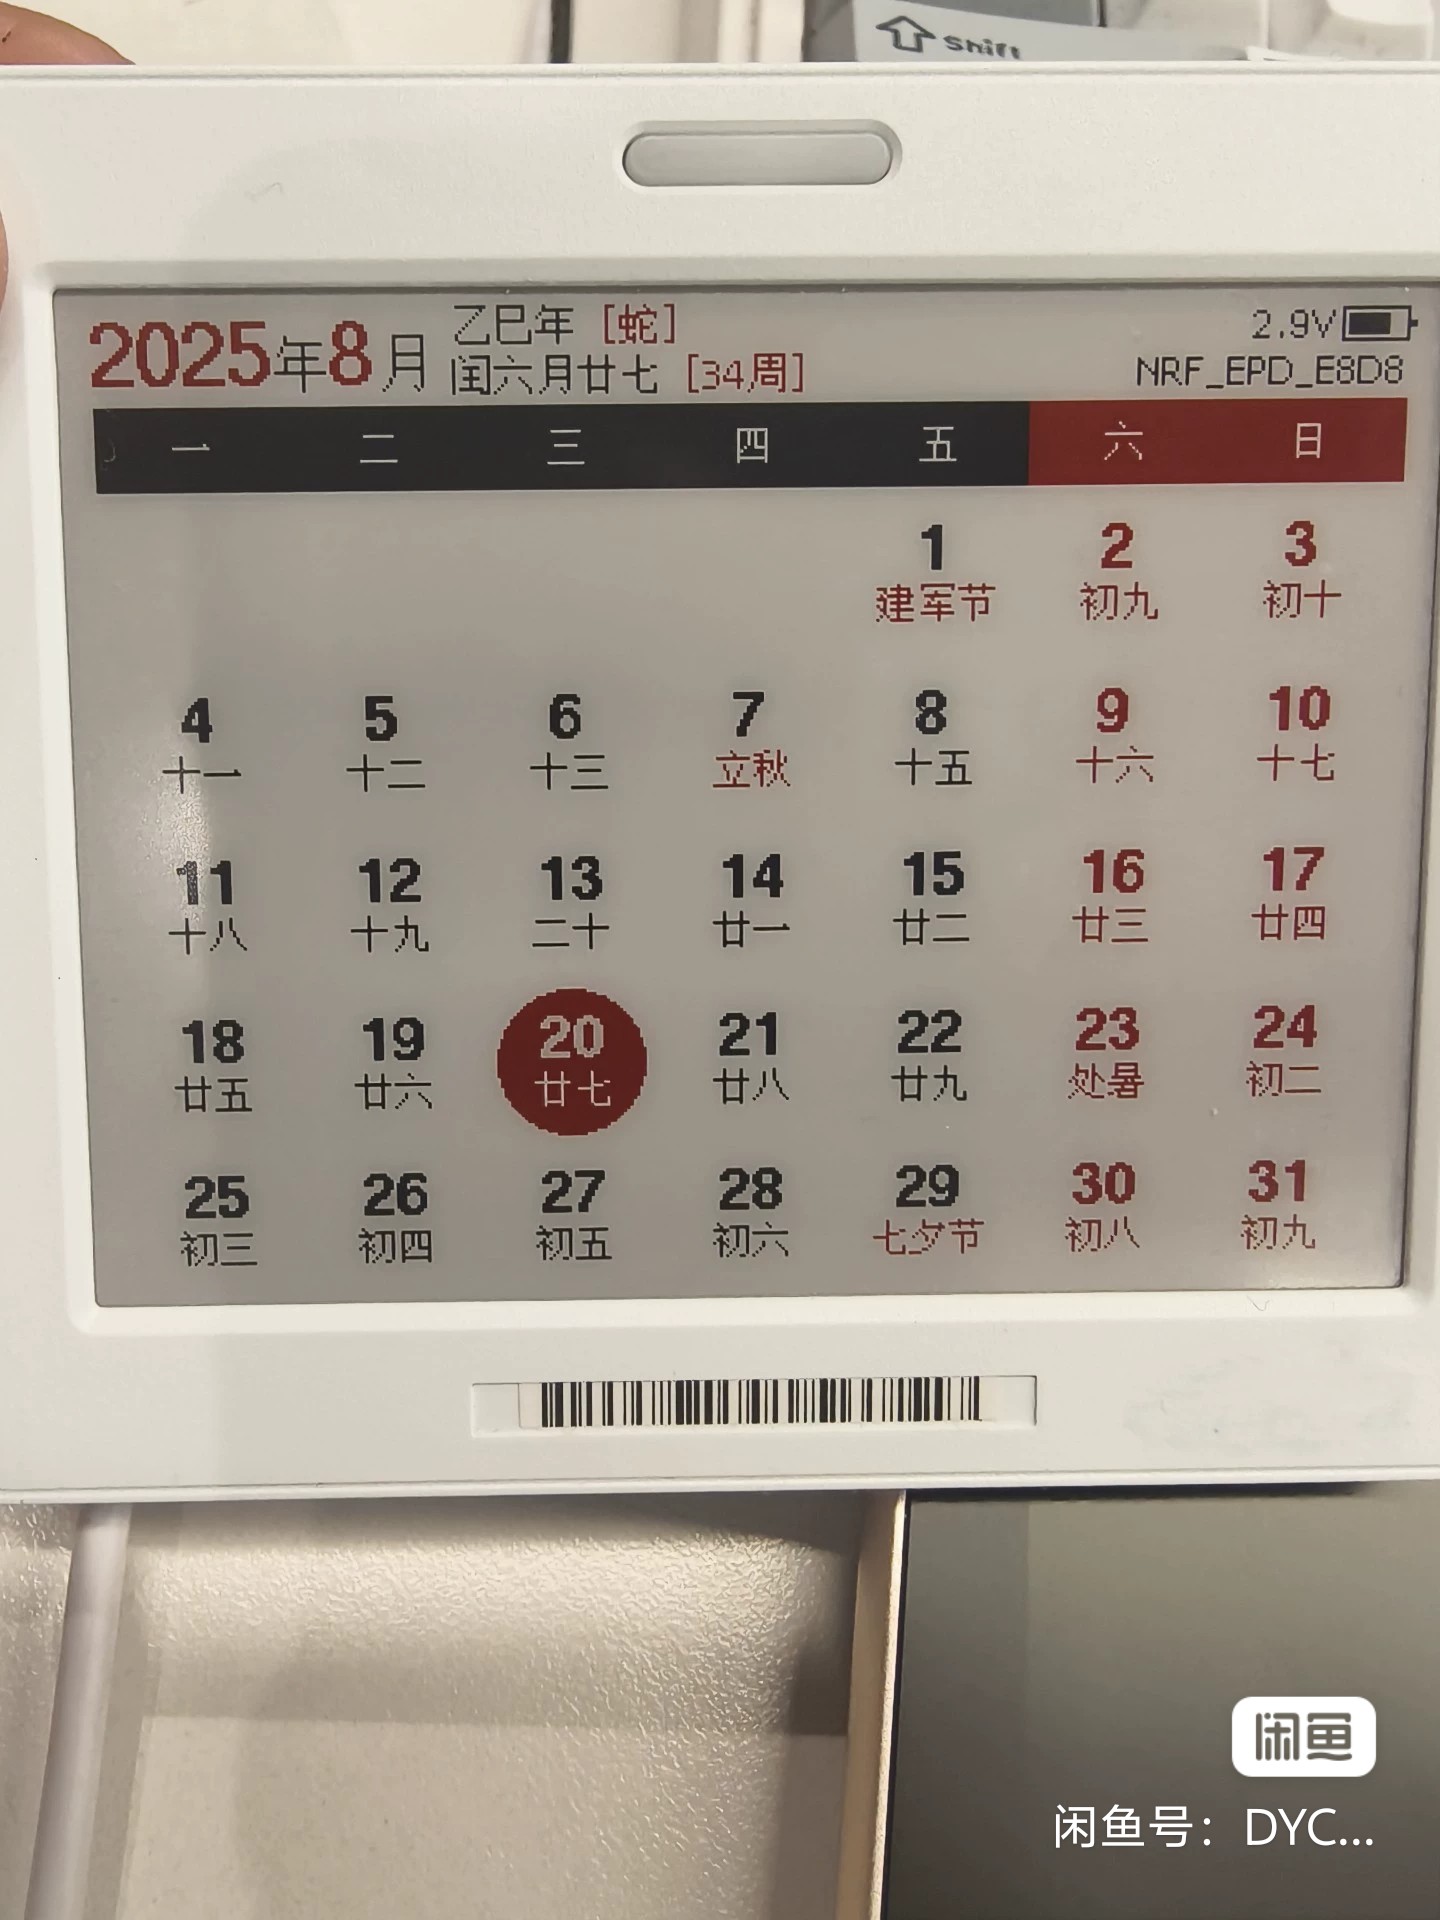 Shift
2025年8月
乙巳年 [蛇]
闰六月廿七 [34周]
2.9V
NRF_EPD_E8D8
一 二 三 四 五 六 日
1 2 3
建军节 初九 初十
4 5 6 7 8 9 10
十一 十二 十三 立秋 十五 十六 十七
11 12 13 14 15 16 17
十八 十九 二十 廿一 廿二 廿三 廿四
18 19 20 21 22 23 24
廿五 廿六 廿七 廿八 廿九 处暑 初二
25 26 27 28 29 30 31
初三 初四 初五 初六 七夕节 初八 初九
闲鱼
闲鱼号：DYC...